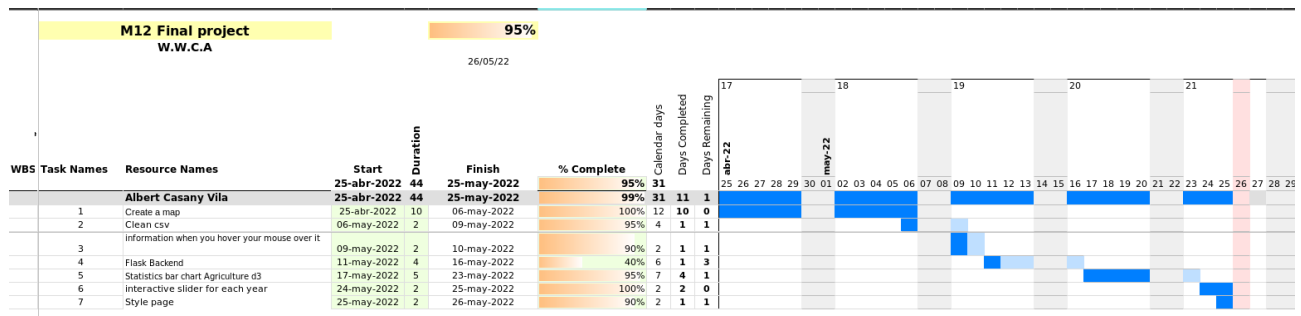 M12 Final project 95%
W.W.C.A
26/05/22
17 18 19 20 21
abr-22 may-22
WBS Task Names Resource Names Start Duration Finish % Complete Calendar days Days Completed Days Remaining
25-abr-2022 44 25-may-2022 95% 31 25 26 27 28 29 30 01 02 03 04 05 06 07 08 09 10 11 12 13 14 15 16 17 18 19 20 21 22 23 24 25 26 27 28 29
Albert Casany Vila 25-abr-2022 44 25-may-2022 99% 31 11 1
1 Create a map 25-abr-2022 10 06-may-2022 100% 12 10 0
2 Clean csv 06-may-2022 2 09-may-2022 95% 4 1 1
information when you hover your mouse over it
3 09-may-2022 2 10-may-2022 90% 2 1 1
4 Flask Backend 11-may-2022 4 16-may-2022 40% 6 1 3
5 Statistics bar chart Agriculture d3 17-may-2022 5 23-may-2022 95% 7 4 1
6 interactive slider for each year 24-may-2022 2 25-may-2022 100% 2 2 0
7 Style page 25-may-2022 2 26-may-2022 90% 2 1 1